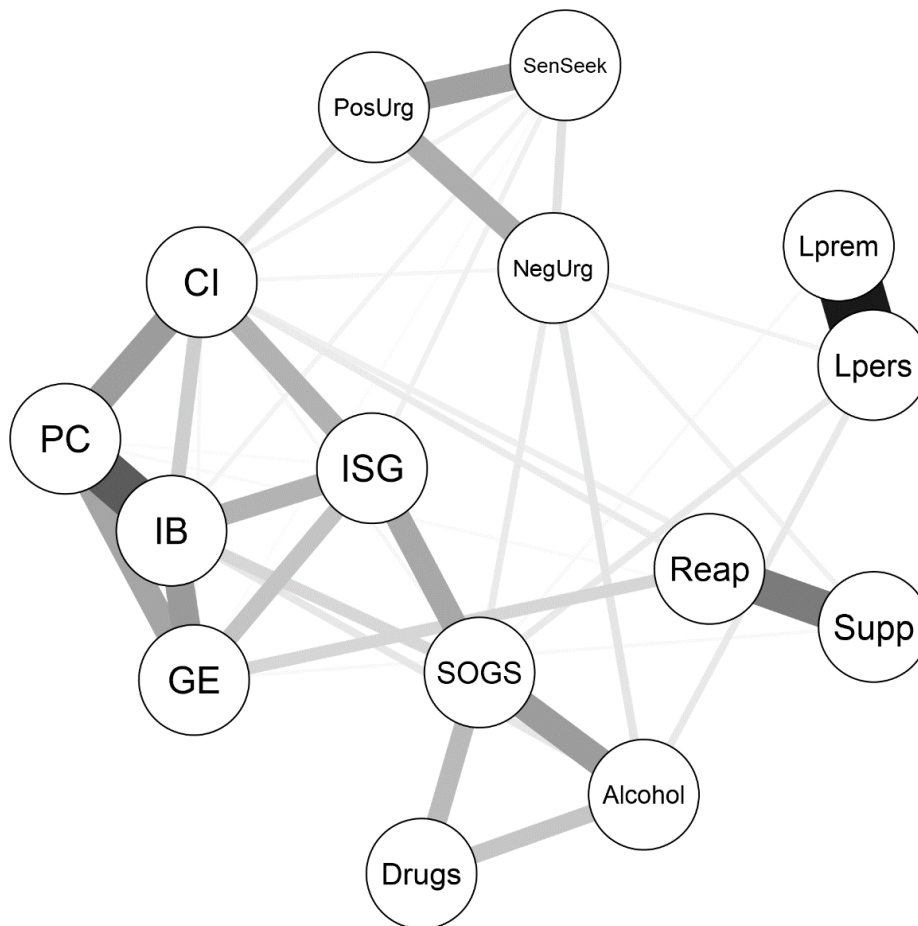 SenSeek
PosUrg
Lprem
NegUrg
CI
Lpers
PC
ISG
IB
Reap
Supp
GE
SOGS
Alcohol
Drugs